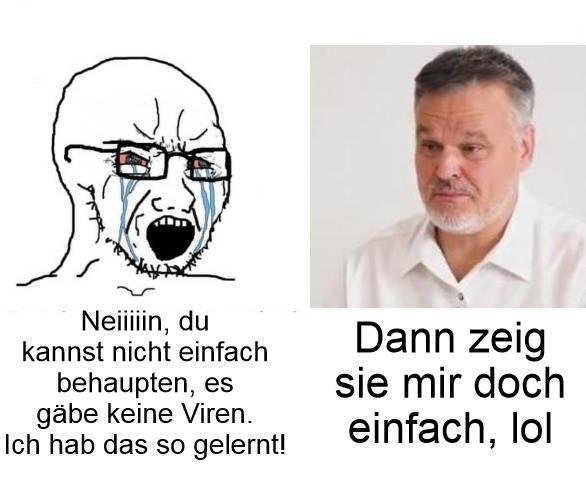 Neiiiiin, du
kannst nicht einfach
behaupten, es
gäbe keine Viren.
Ich hab das so gelernt!
Dann zeig
sie mir doch
einfach, lol